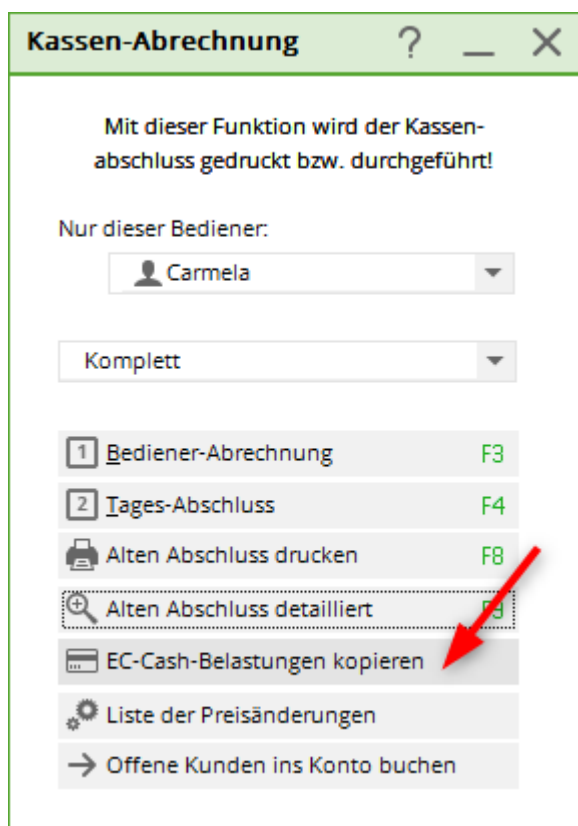 Kassen-Abrechnung
Mit dieser Funktion wird der Kassen-
abschluss gedruckt bzw. durchgeführt!
Nur dieser Bediener:
Carmela
Komplett
1 Bediener-Abrechnung F3
2 Tages-Abschluss F4
Alten Abschluss drucken F8
Alten Abschluss detailliert F9
EC-Cash-Belastungen kopieren
Liste der Preisänderungen
Offene Kunden ins Konto buchen